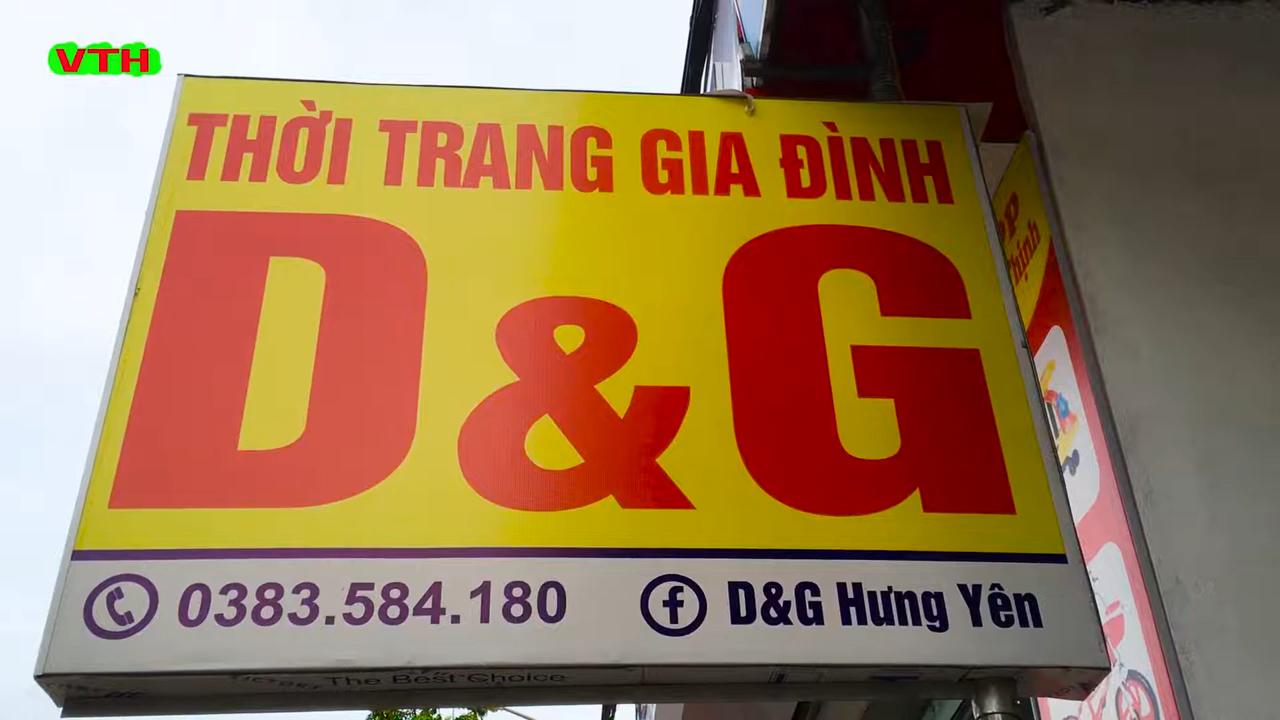 VTH
THỜI TRANG GIA ĐÌNH
D&G
0383.584.180
D&G Hưng Yên
The Best Choice